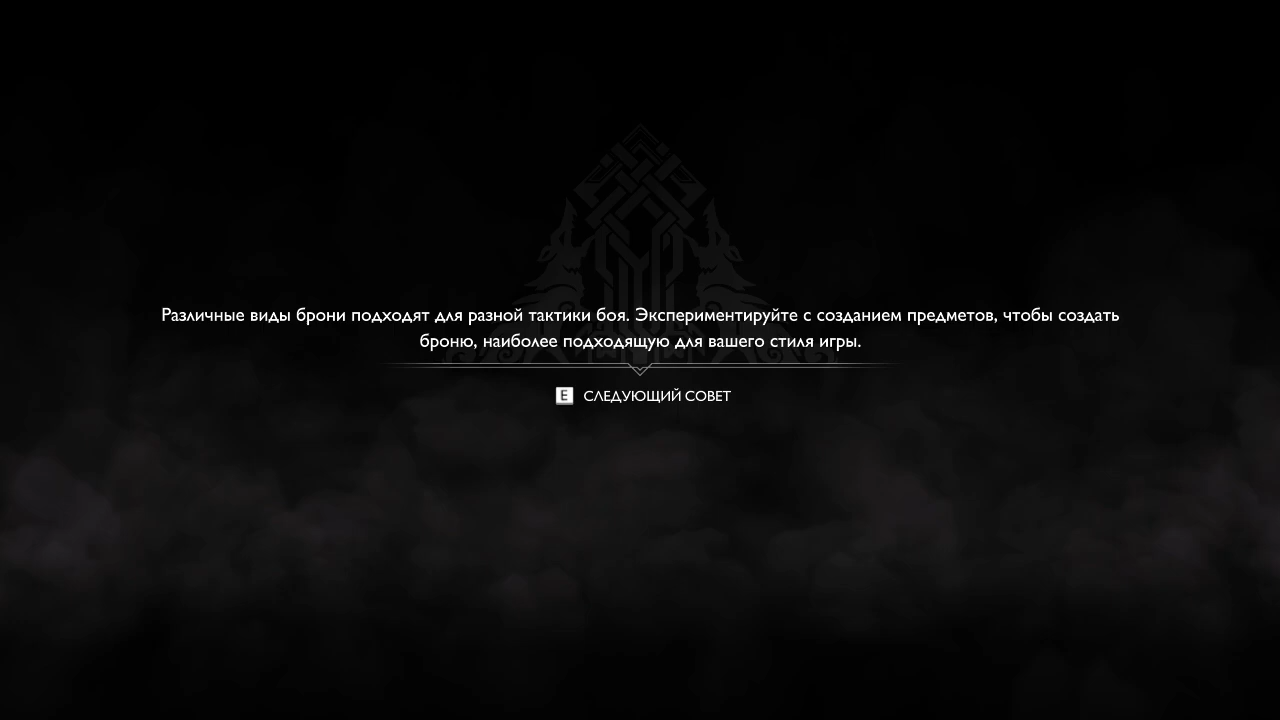 Различные виды брони подходят для разной тактики боя. Экспериментируйте с созданием предметов, чтобы создать
броню, наиболее подходящую для вашего стиля игры.
E СЛЕДУЮЩИЙ СОВЕТ